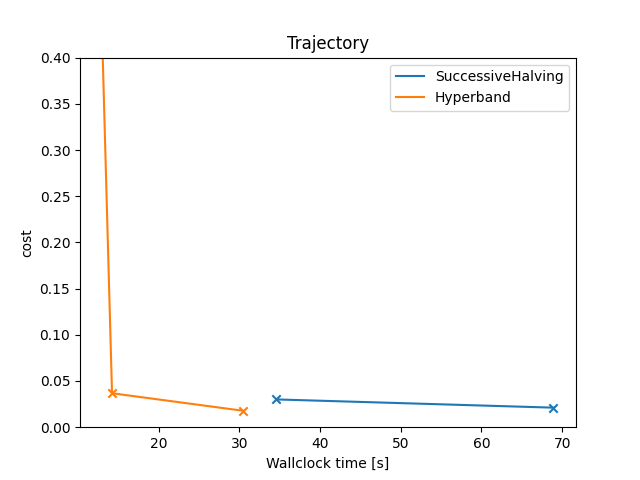 Trajectory
SuccessiveHalving
Hyperband
cost
0.40
0.35
0.30
0.25
0.20
0.15
0.10
0.05
0.00
20 30 40 50 60 70
Wallclock time [s]